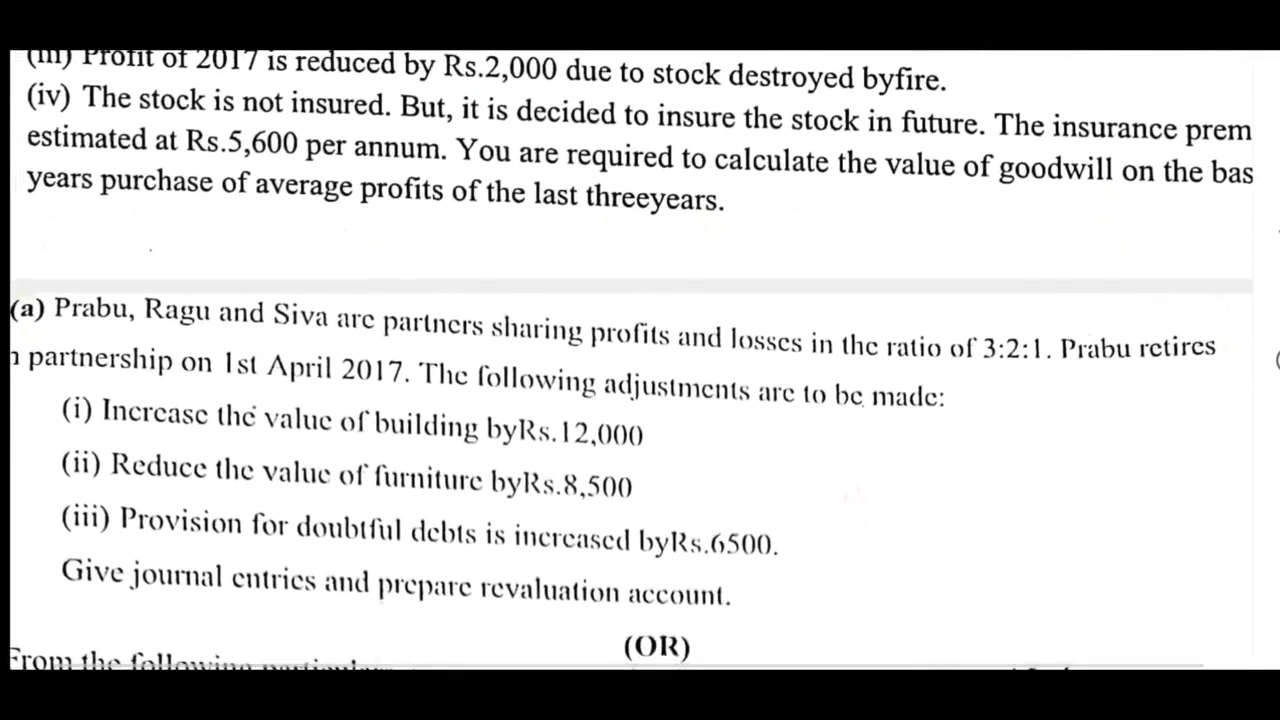 (iii) Profit of 2017 is reduced by Rs.2,000 due to stock destroyed byfire.
(iv) The stock is not insured. But, it is decided to insure the stock in future. The insurance prem
estimated at Rs.5,600 per annum. You are required to calculate the value of goodwill on the bas
years purchase of average profits of the last threeyears.
(a) Prabu, Ragu and Siva are partners sharing profits and losses in the ratio of 3:2:1. Prabu retires
partnership on 1st April 2017. The following adjustments are to be made:
(i) Increase the value of building byRs.12,000
(ii) Reduce the value of furniture byRs.8,500
(iii) Provision for doubtful debts is increased byRs.6500.
Give journal entries and prepare revaluation account.
(OR)
From the following